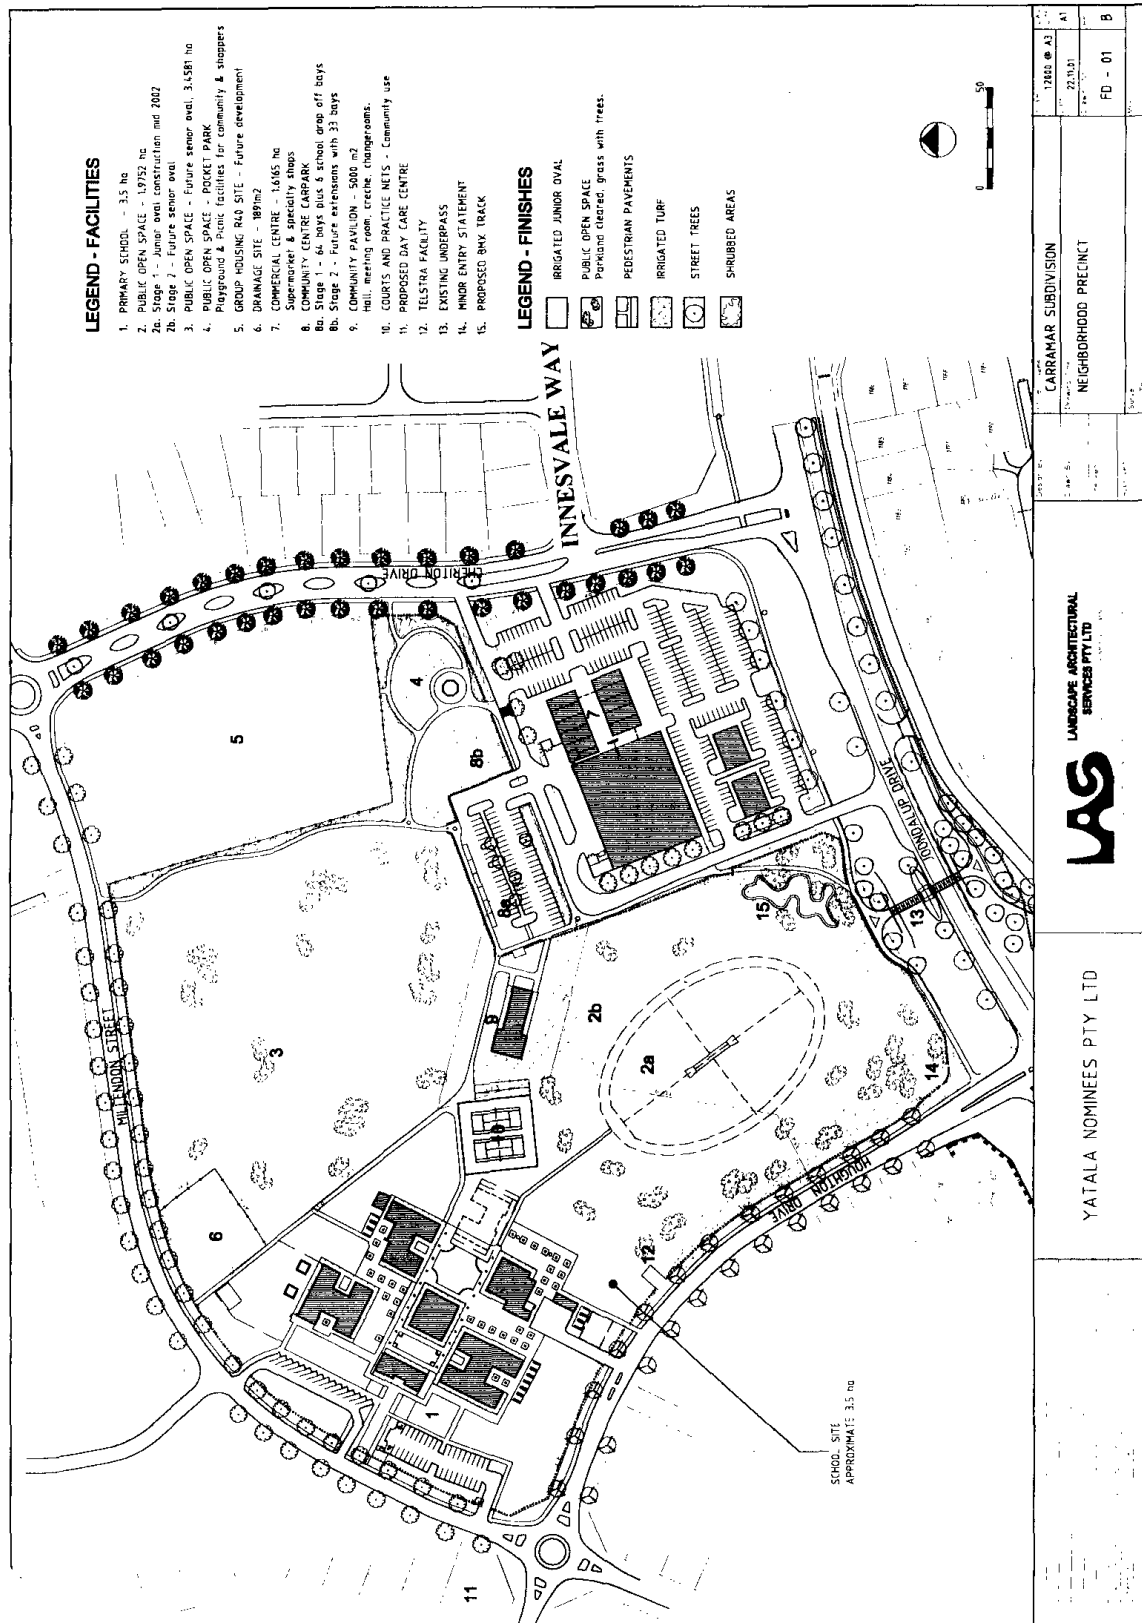 LEGEND - FACILITIES
1. PRIMARY SCHOOL - 3.5 ha
2. PUBLIC OPEN SPACE - 1.9752 ha
2a. Stage 1 - Junior oval construction mid 2002
2b. Stage 2 - Future senior oval
3. PUBLIC OPEN SPACE - Future senior oval, 3.4581 ha
4. PUBLIC OPEN SPACE - POCKET PARK
Playground & Picnic facilities for community & shoppers
5. GROUP HOUSING R40 SITE - Future development
6. DRAINAGE SITE - 1891m2
7. COMMERCIAL CENTRE - 1.6165 ha
Supermarket & specialty shops
8. COMMUNITY CENTRE CARPARK
8a. Stage 1 - 64 bays plus 6 school drop off bays
8b. Stage 2 - Future extensions with 33 bays
9. COMMUNITY PAVILION - 5000 m2
Hall, meeting room, creche, changerooms.
10. COURTS AND PRACTICE NETS - Community use
11. PROPOSED DAY CARE CENTRE
12. TELSTRA FACILITY
13. EXISTING UNDERPASS
14. MINOR ENTRY STATEMENT
15. PROPOSED BMX TRACK
LEGEND - FINISHES
IRRIGATED JUNIOR OVAL
PUBLIC OPEN SPACE
Parkland cleared, grass with trees.
PEDESTRIAN PAVEMENTS
IRRIGATED TURF
STREET TREES
SHRUBBED AREAS
0
50
INNESVALE WAY
CHERITON DRIVE
MILLENDON STREET
JOONDALUP DRIVE
HOUGHTON DRIVE
5
4
8b
7
8a
3
9
2b
2a
15
13
14
10
6
12
1
11
SCHOOL SITE
APPROXIMATE 3.5 ha
YATALA NOMINEES PTY LTD
LAS
LANDSCAPE ARCHITECTURAL
SERVICES PTY LTD
CARRAMAR SUBDIVISION
NEIGHBORHOOD PRECINCT
A3
A1
22.11.01
FD - 01
B